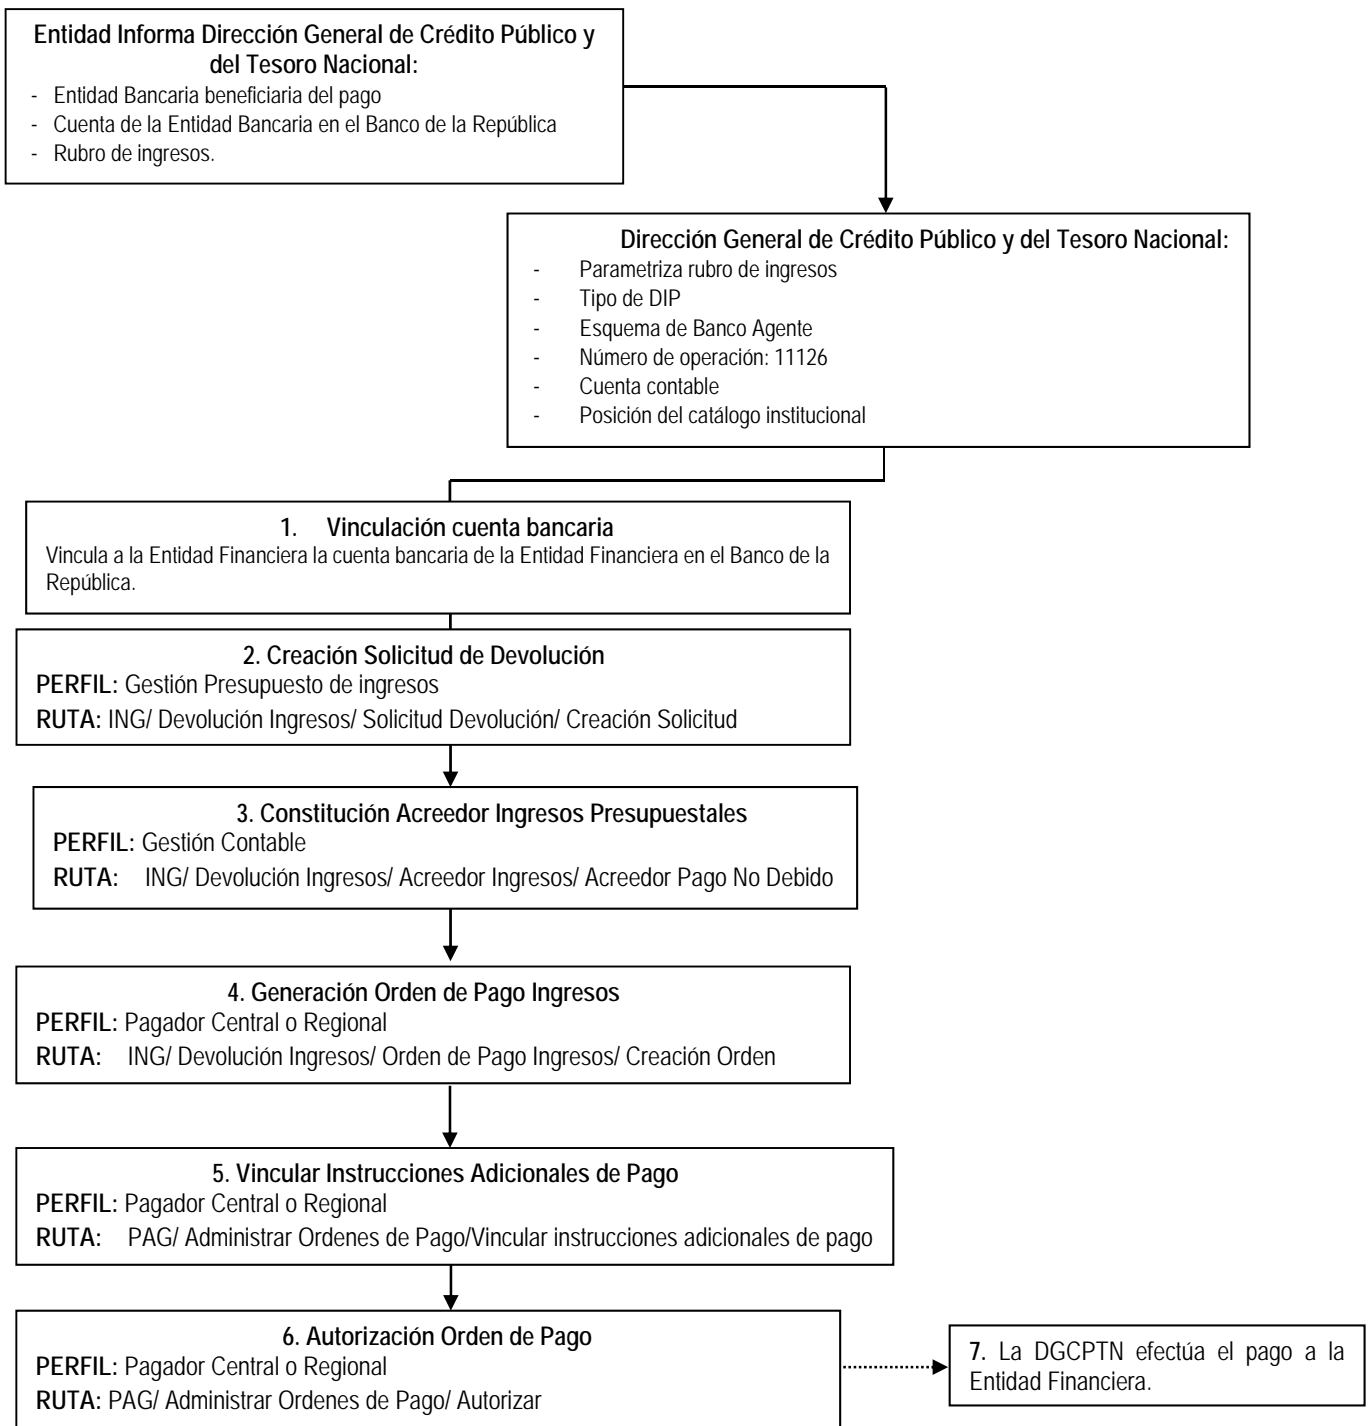 Entidad Informa Dirección General de Crédito Público y
del Tesoro Nacional:
- Entidad Bancaria beneficiaria del pago
- Cuenta de la Entidad Bancaria en el Banco de la República
- Rubro de ingresos.
Dirección General de Crédito Público y del Tesoro Nacional:
- Parametriza rubro de ingresos
- Tipo de DIP
- Esquema de Banco Agente
- Número de operación: 11126
- Cuenta contable
- Posición del catálogo institucional
1. Vinculación cuenta bancaria
Vincula a la Entidad Financiera la cuenta bancaria de la Entidad Financiera en el Banco de la
República.
2. Creación Solicitud de Devolución
PERFIL: Gestión Presupuesto de ingresos
RUTA: ING/ Devolución Ingresos/ Solicitud Devolución/ Creación Solicitud
3. Constitución Acreedor Ingresos Presupuestales
PERFIL: Gestión Contable
RUTA: ING/ Devolución Ingresos/ Acreedor Ingresos/ Acreedor Pago No Debido
4. Generación Orden de Pago Ingresos
PERFIL: Pagador Central o Regional
RUTA: ING/ Devolución Ingresos/ Orden de Pago Ingresos/ Creación Orden
5. Vincular Instrucciones Adicionales de Pago
PERFIL: Pagador Central o Regional
RUTA: PAG/ Administrar Ordenes de Pago/Vincular instrucciones adicionales de pago
6. Autorización Orden de Pago
PERFIL: Pagador Central o Regional
RUTA: PAG/ Administrar Ordenes de Pago/ Autorizar
7. La DGCPTN efectúa el pago a la
Entidad Financiera.